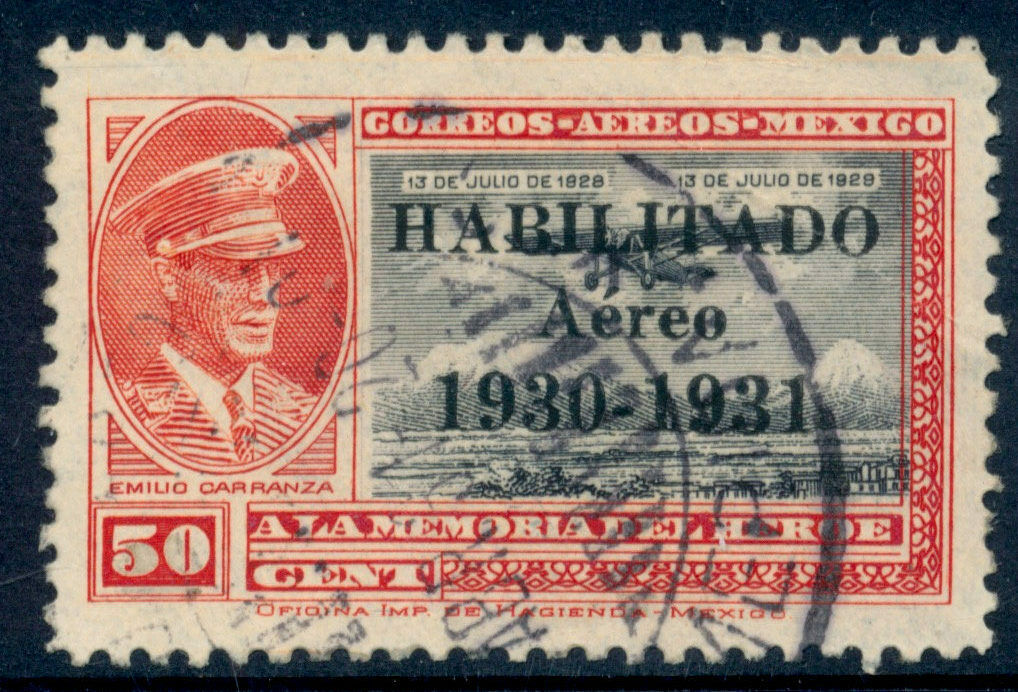 CORREOS-AEREOS-MEXICO
13 DE JULIO DE 1928 13 DE JULIO DE 1929
HABILITADO
Aéreo
1930-1931
EMILIO CARRANZA
50
A LA MEMORIA DEL HEROE
CENT.
OFICINA IMP. DE HACIENDA-MEXICO